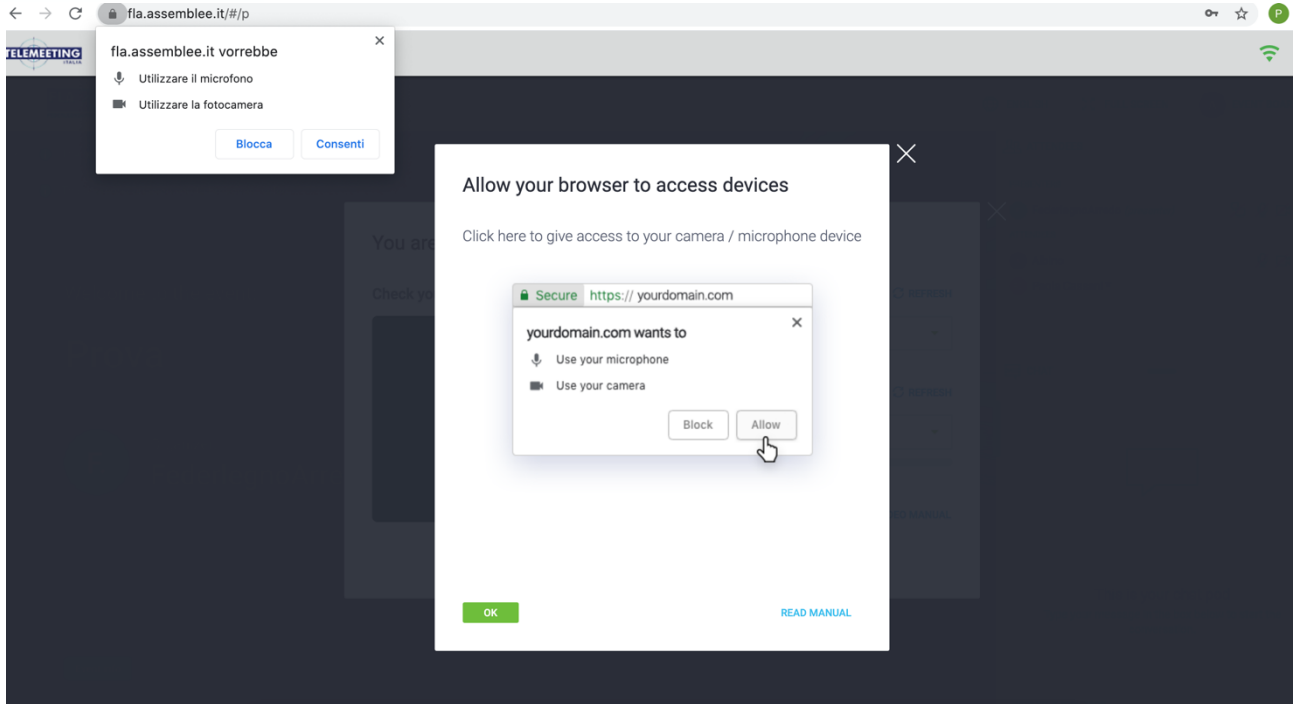 fla.assemblee.it/#/p
P
TELEMEETING
ITALIA
fla.assemblee.it vorrebbe
Utilizzare il microfono
Utilizzare la fotocamera
Blocca
Consenti
Allow your browser to access devices
Click here to give access to your camera / microphone device
You are
Check yo
Secure https:// yourdomain.com
yourdomain.com wants to
Use your microphone
Use your camera
Block
Allow
MANUAL
OK
READ MANUAL